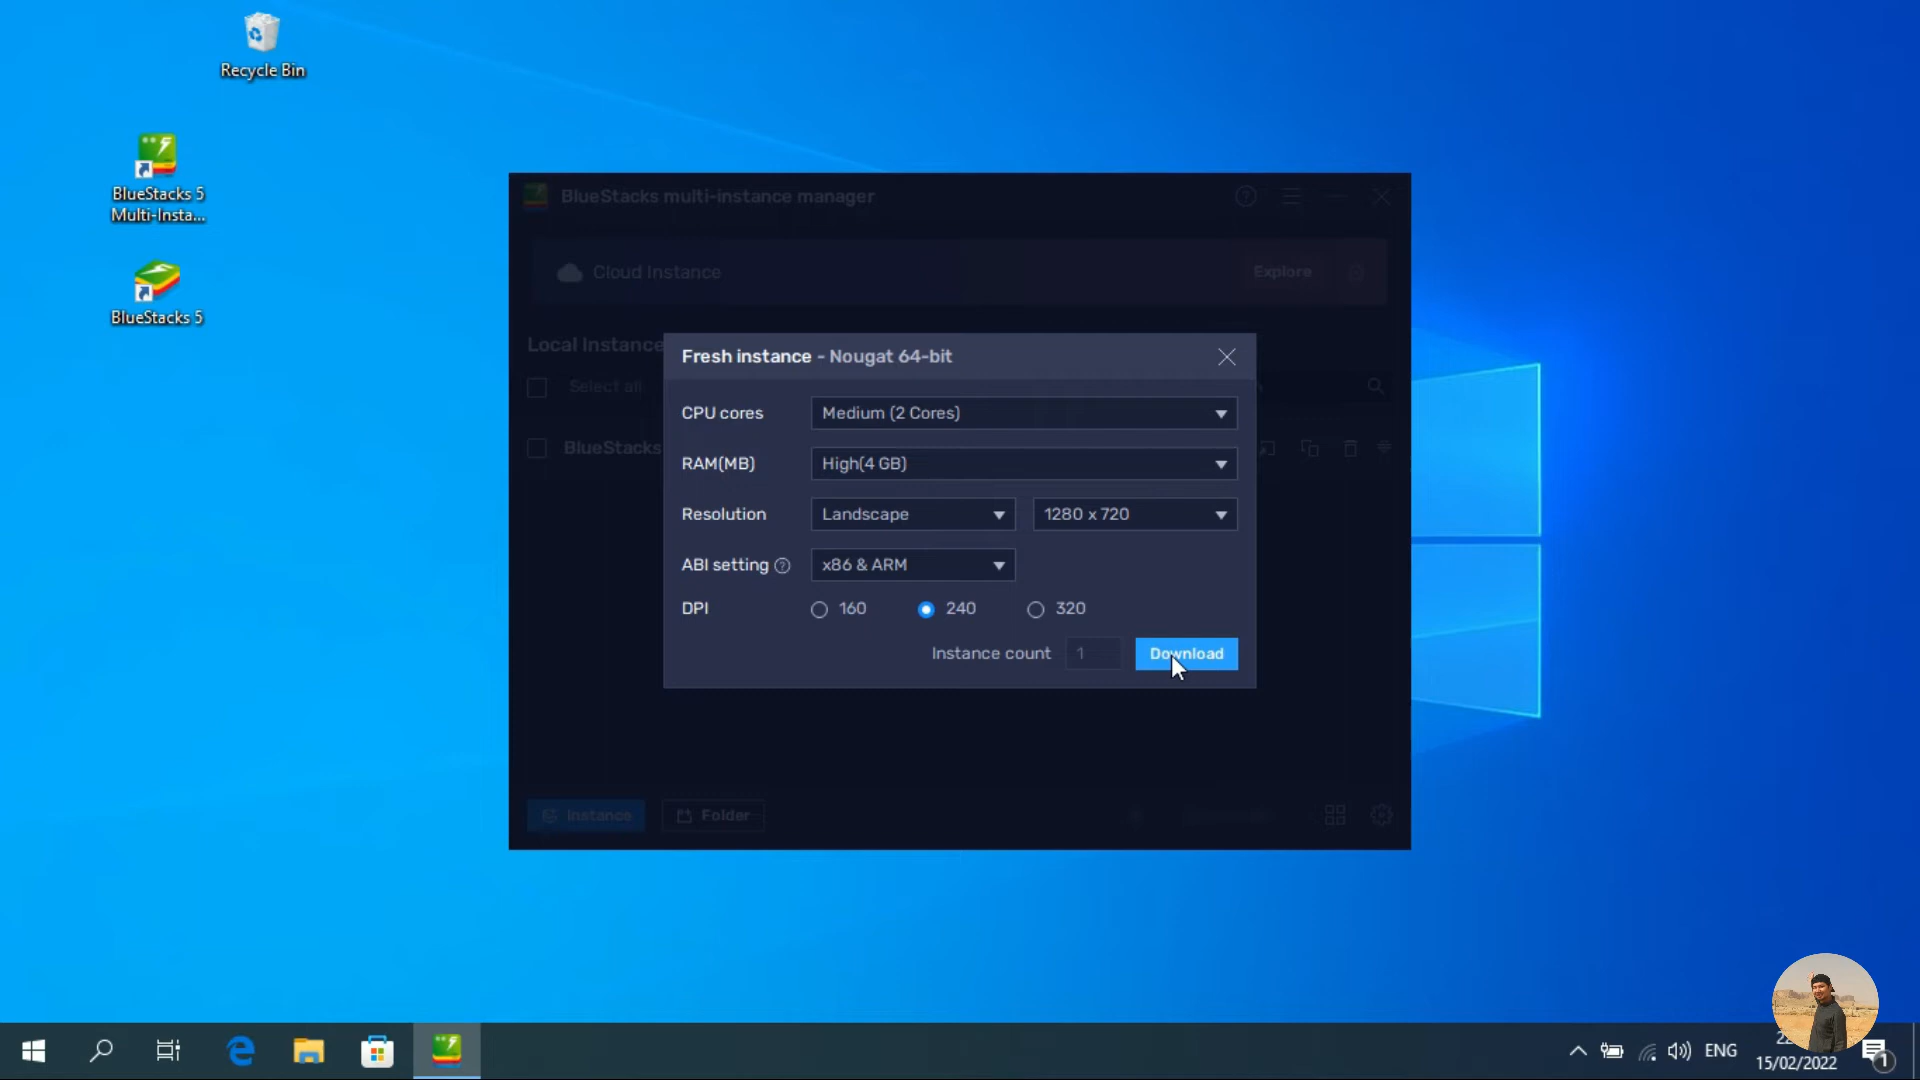 Recycle Bin
BlueStacks 5
Multi-Insta...
BlueStacks 5
BlueStacks multi-instance manager
Cloud Instance
Explore
Local Instance
Select all
BlueStacks
Fresh instance - Nougat 64-bit
CPU cores
Medium (2 Cores)
RAM(MB)
High(4 GB)
Resolution
Landscape
1280 x 720
ABI setting
x86 & ARM
DPI
160
240
320
Instance count
1
Download
Instance
Folder
ENG
15/02/2022
1